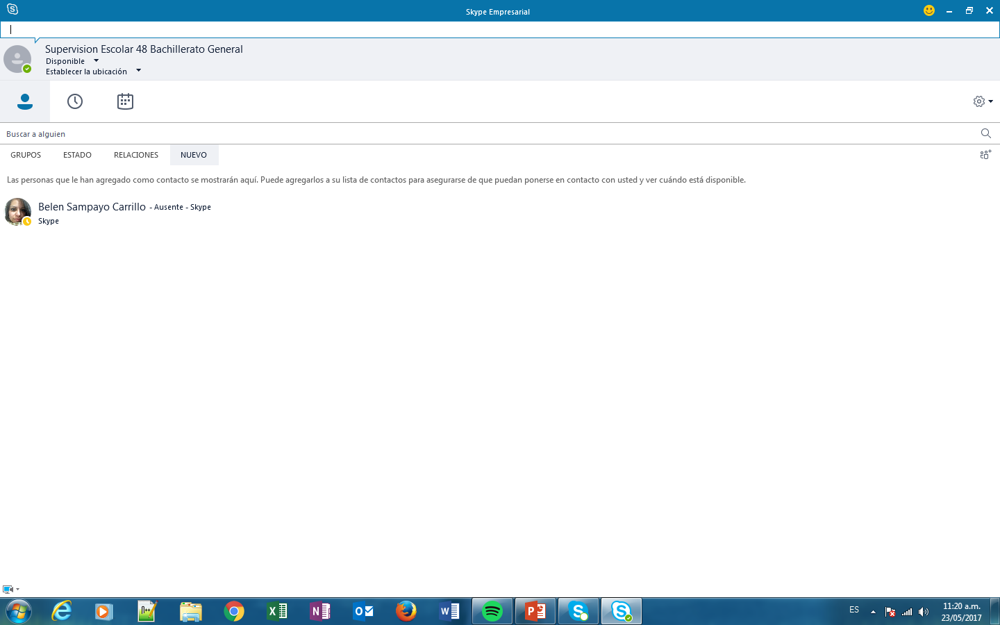 Skype Empresarial
Supervision Escolar 48 Bachillerato General
Disponible
Establecer la ubicación
Buscar a alguien
GRUPOS ESTADO RELACIONES NUEVO
Las personas que le han agregado como contacto se mostrarán aquí. Puede agregarlos a su lista de contactos para asegurarse de que puedan ponerse en contacto con usted y ver cuándo está disponible.
Belen Sampayo Carrillo - Ausente - Skype
Skype
ES
11:20 a.m.
23/05/2017